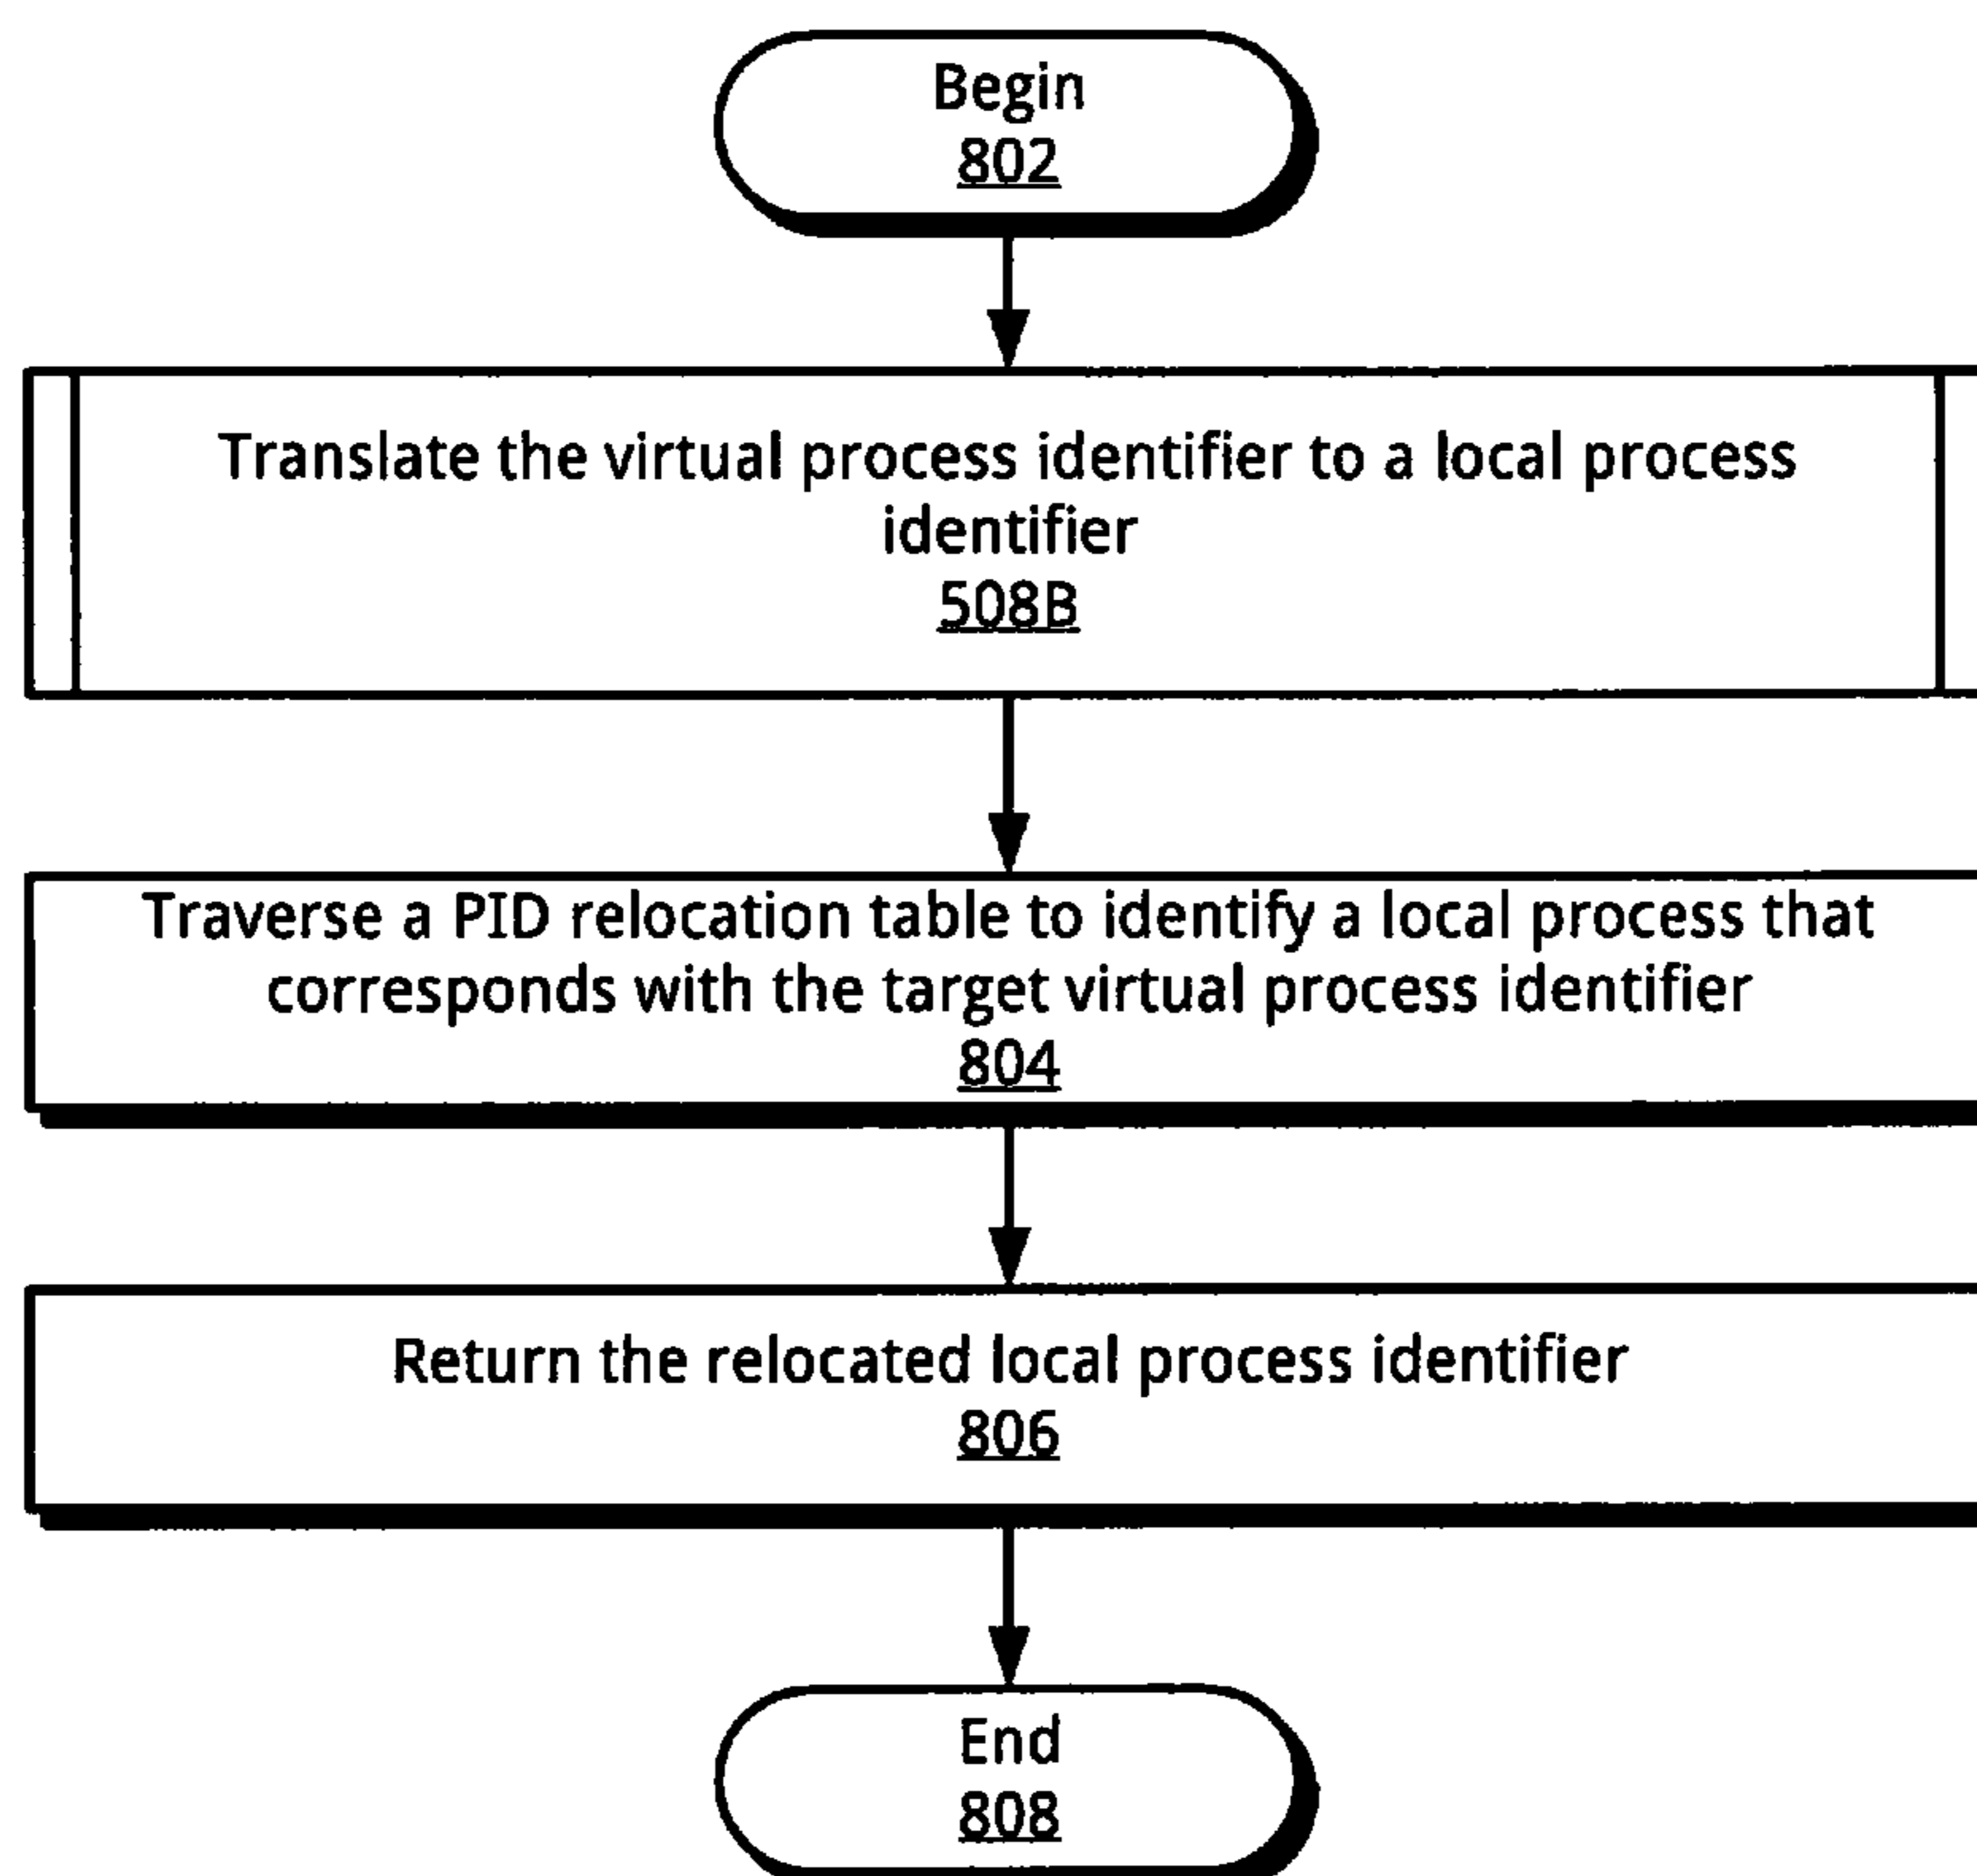 Begin
802
Translate the virtual process identifier to a local process
identifier
508B
Traverse a PID relocation table to identify a local process that
corresponds with the target virtual process identifier
804
Return the relocated local process identifier
806
End
808